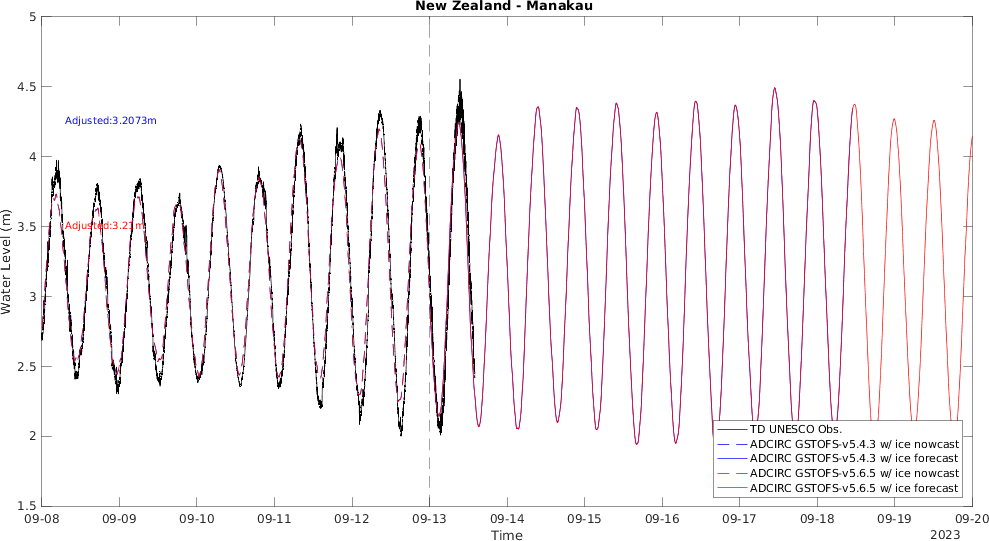 New Zealand - Manakau
Water Level (m)
5
4.5
4
3.5
3
2.5
2
1.5
Adjusted:3.2073m
Adjusted:3.21m
TD UNESCO Obs.
ADCIRC GSTOFS-v5.4.3 w/ ice nowcast
ADCIRC GSTOFS-v5.4.3 w/ ice forecast
ADCIRC GSTOFS-v5.6.5 w/ ice nowcast
ADCIRC GSTOFS-v5.6.5 w/ ice forecast
09-08 09-09 09-10 09-11 09-12 09-13 09-14 09-15 09-16 09-17 09-18 09-19 09-20
Time
2023